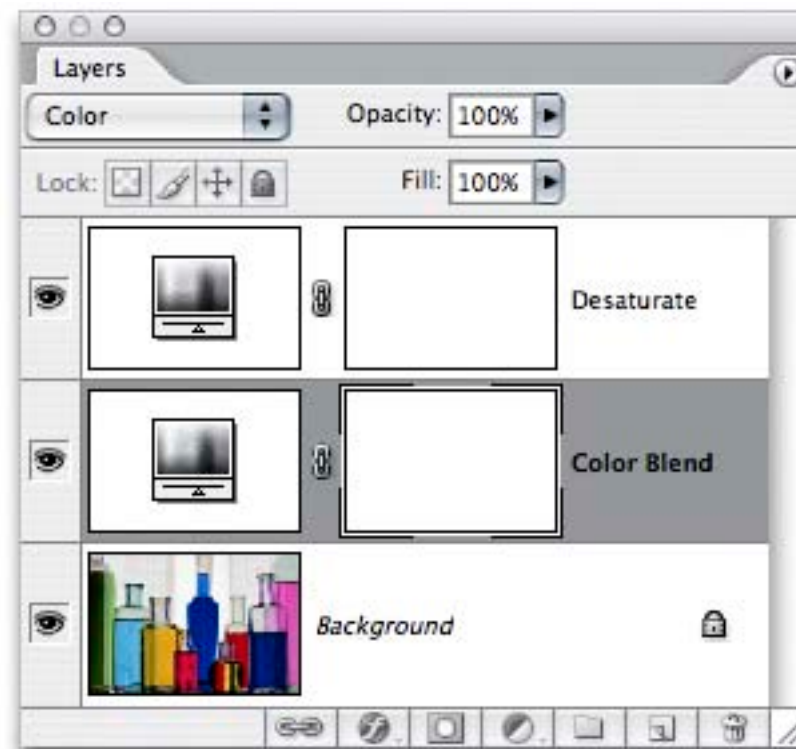 Layers
Color Opacity: 100%
Lock: Fill: 100%
Desaturate
Color Blend
Background